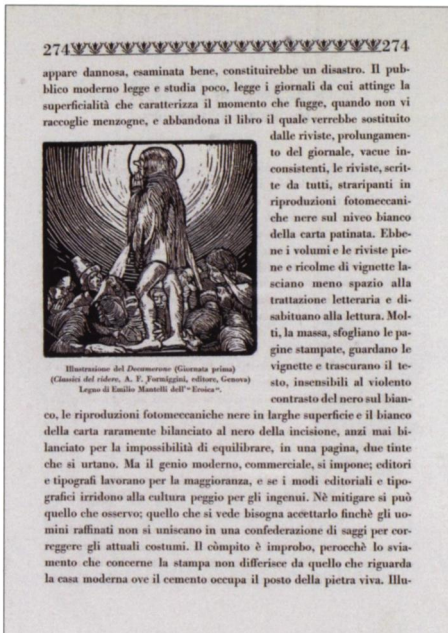 274 274
appare dannosa, esaminata bene, constituirebbe un disastro. Il pub-
blico moderno legge e studia poco, legge i giornali da cui attinge la
superficialità che caratterizza il momento che fugge, quando non vi
raccoglie menzogne, e abbandona il libro il quale verrebbe sostituito
dalle riviste, prolungamen-
to del giornale, vacue in-
consistenti, le riviste, scrit-
te da tutti, straripanti in
riproduzioni fotomeccani-
che nere sul niveo bianco
della carta patinata. Ebbe-
ne i volumi e le riviste pie-
ne e ricolme di vignette la-
sciano meno spazio alla
trattazione letteraria e di-
sabituano alla lettura. Mol-
ti, la massa, sfogliano le pa-
gine stampate, guardano le
vignette e trascurano il te-
sto, insensibili al violento
contrasto del nero sul bian-
Illustrazione del Decamerone (Giornata prima)
(Classici del ridere, A. F. Formiggini, editore, Genova)
Legno di Emilio Mantelli dell'"Eroica".
co, le riproduzioni fotomeccaniche nere in larghe superficie e il bianco
della carta raramente bilanciato al nero della incisione, anzi mai bi-
lanciato per la impossibilità di equilibrare, in una pagina, due tinte
che si urtano. Ma il genio moderno, commerciale, si impone; editori
e tipografi lavorano per la maggioranza, e se i modi editoriali e tipo-
grafici irridono alla cultura peggio per gli ingenui. Nè mitigare si può
quello che osservo; quello che si vede bisogna accettarlo finchè gli uo-
mini raffinati non si uniscano in una confederazione di saggi per cor-
reggere gli attuali costumi. Il còmpito è improbo, perocchè lo svia-
mento che concerne la stampa non differisce da quello che riguarda
la casa moderna ove il cemento occupa il posto della pietra viva. Illu-